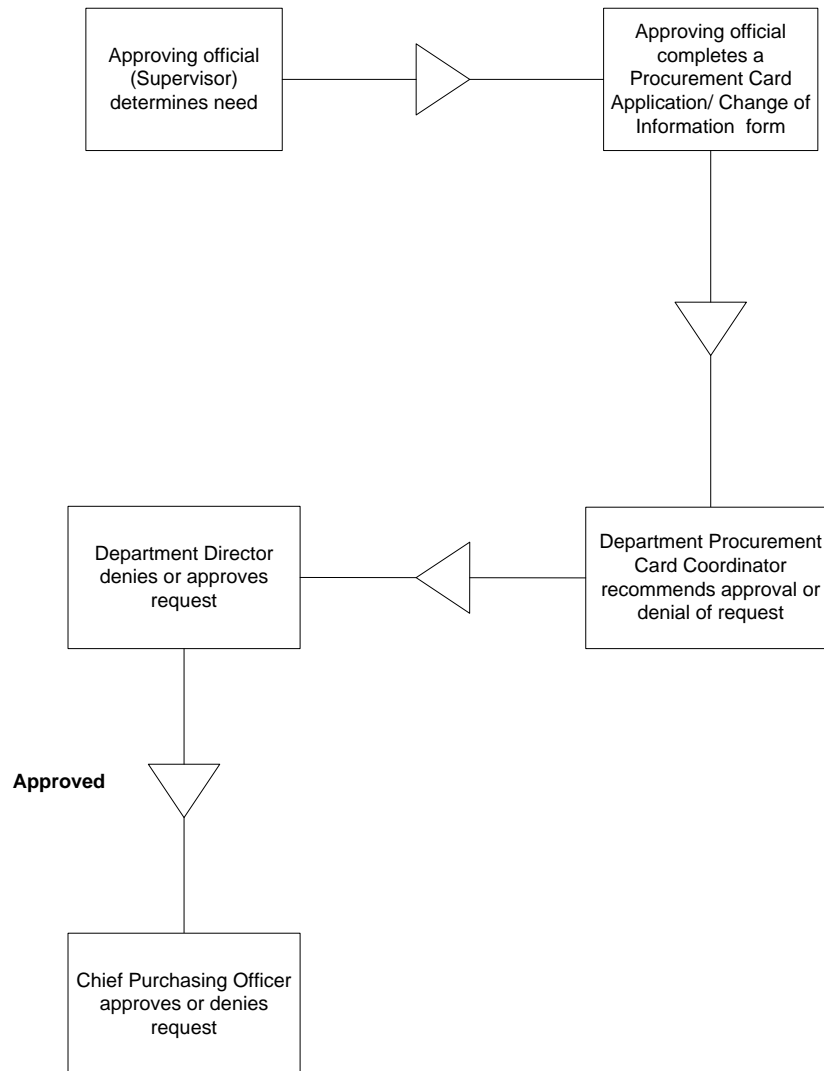 Approving official
(Supervisor)
determines need
Approving official
completes a
Procurement Card
Application/ Change of
Information form
Department Procurement
Card Coordinator
recommends approval or
denial of request
Department Director
denies or approves
request
Approved
Chief Purchasing Officer
approves or denies
request